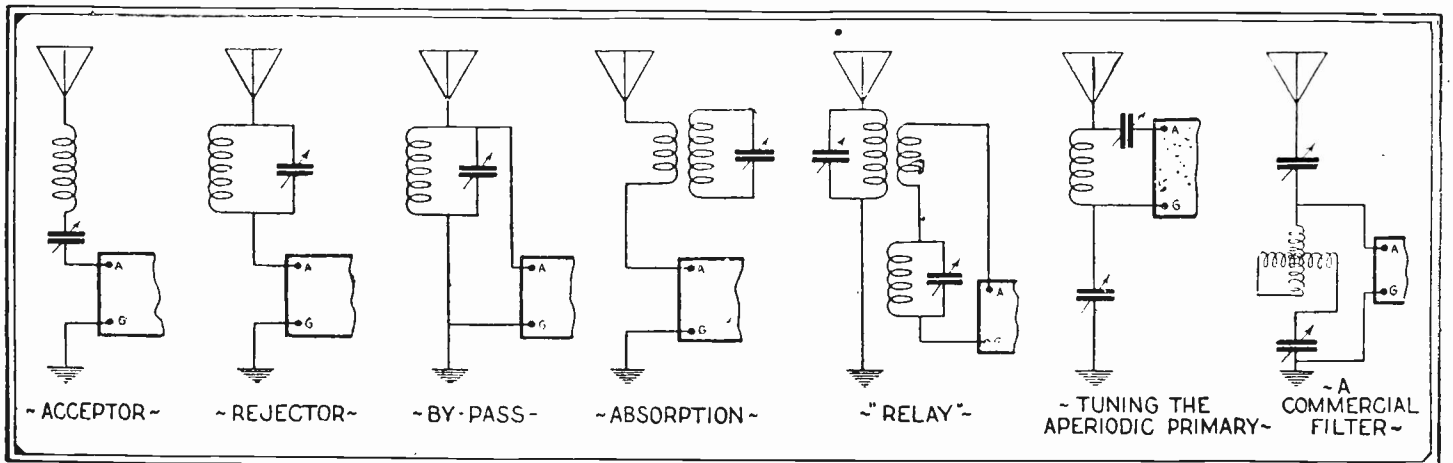 A
G
~ACCEPTOR~
A
G
~REJECTOR~
A
G
~BY-PASS-
A
G
~ABSORPTION~
A
G
~"RELAY"~
A
G
~TUNING THE
APERIODIC PRIMARY~
A
G
~A
COMMERCIAL
FILTER~